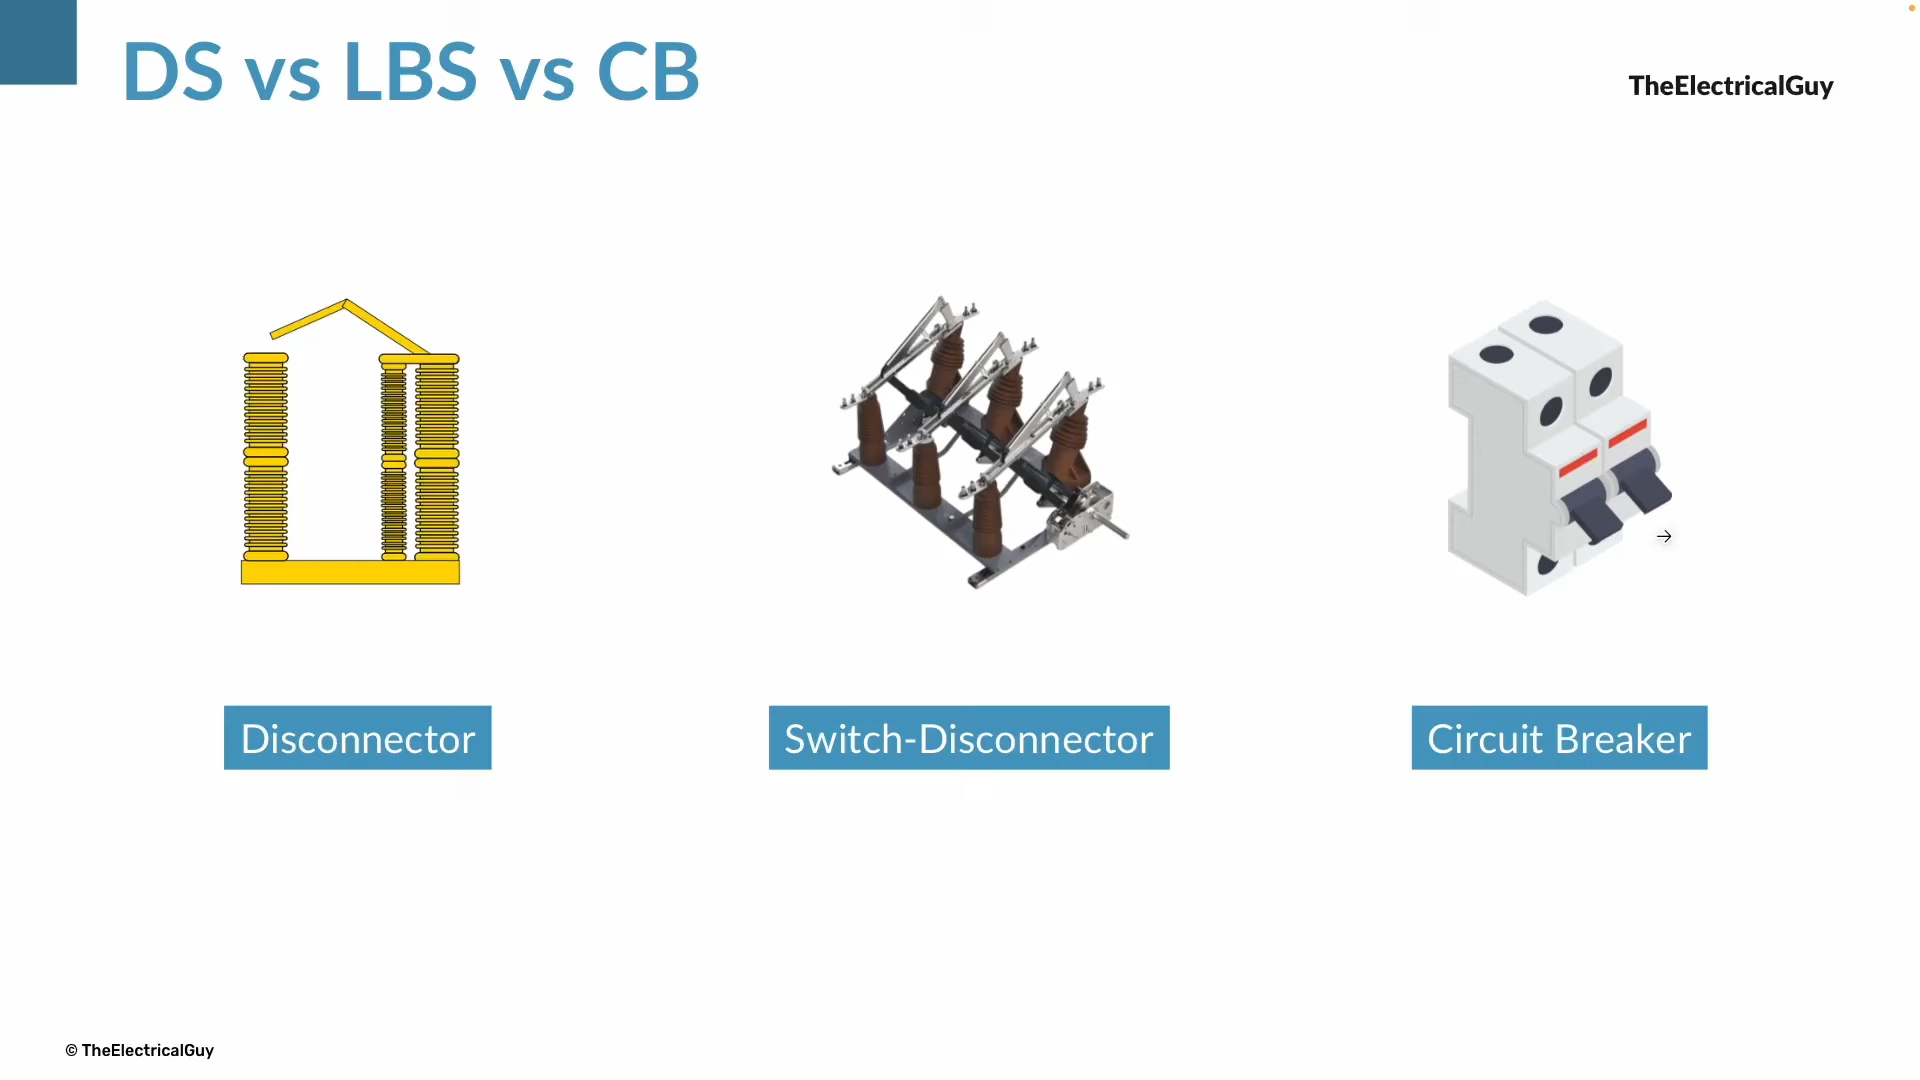 DS vs LBS vs CB
TheElectricalGuy
Disconnector
Switch-Disconnector
Circuit Breaker
© TheElectricalGuy